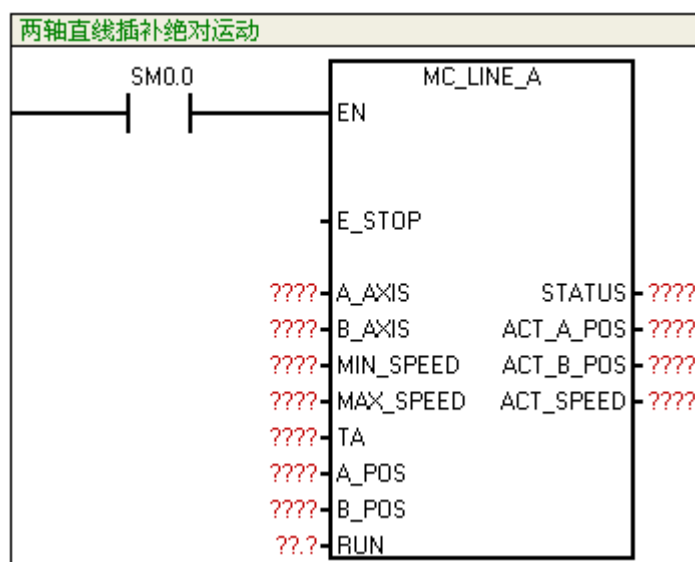 两轴直线插补绝对运动
SM0.0 MC_LINE_A
EN
E_STOP
???? A_AXIS STATUS ????
???? B_AXIS ACT_A_POS ????
???? MIN_SPEED ACT_B_POS ????
???? MAX_SPEED ACT_SPEED ????
???? TA
???? A_POS
???? B_POS
??.? RUN